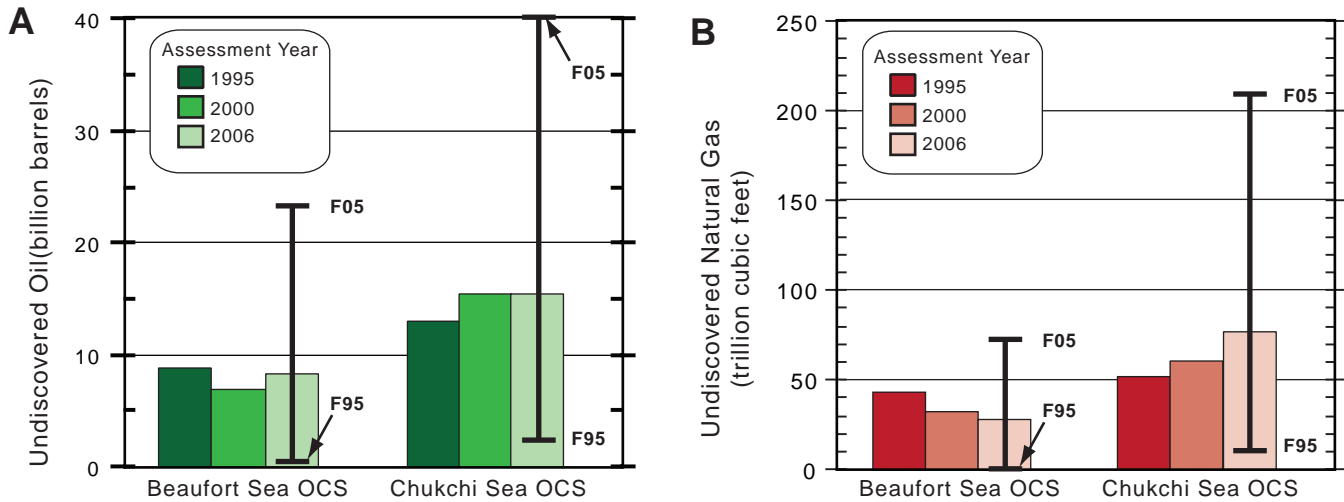 A
Undiscovered Oil(billion barrels)
40
30
20
10
0
Assessment Year
1995
2000
2006
F05
F95
F05
F95
Beaufort Sea OCS
Chukchi Sea OCS
B
Undiscovered Natural Gas
(trillion cubic feet)
250
200
150
100
50
0
Assessment Year
1995
2000
2006
F05
F95
F05
F95
Beaufort Sea OCS
Chukchi Sea OCS